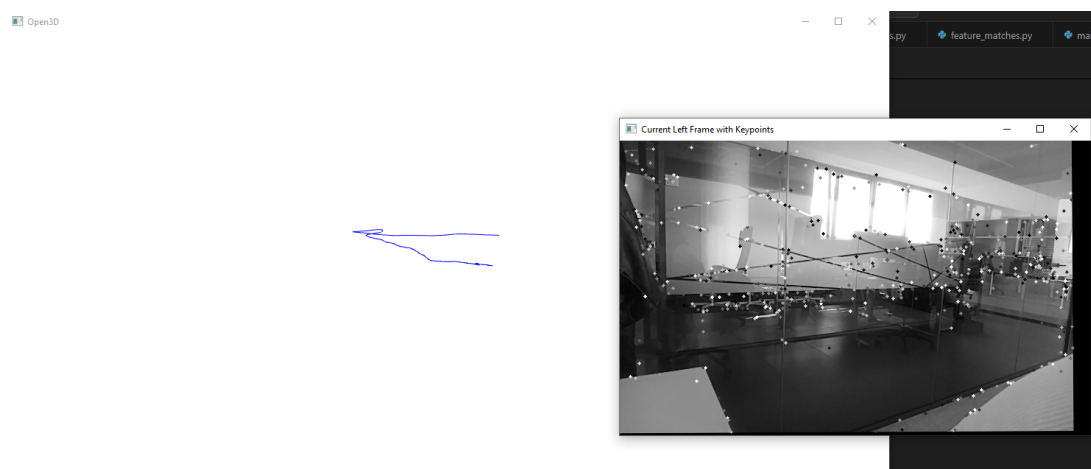 Open3D
s.py
feature_matches.py
ma
Current Left Frame with Keypoints